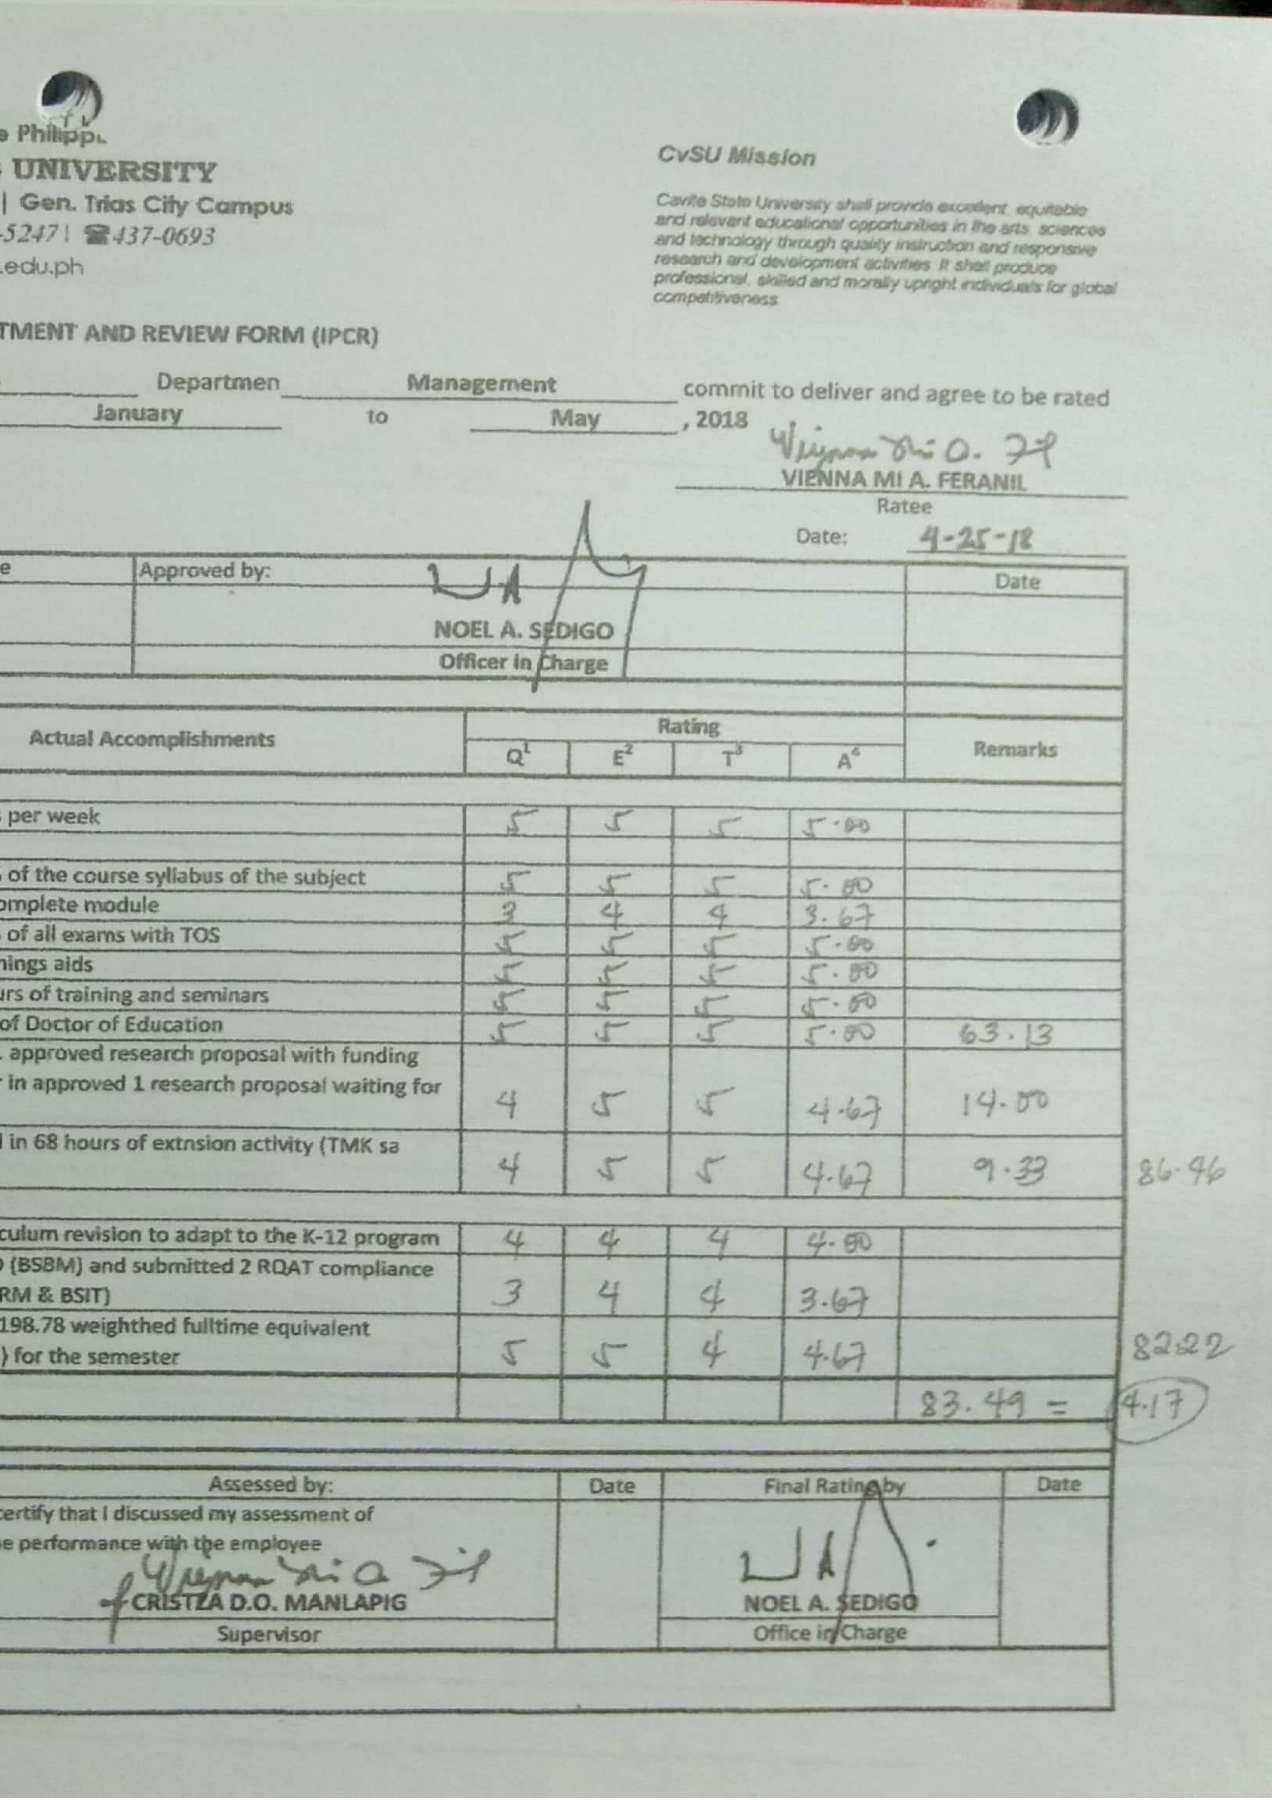 e Philippi
UNIVERSITY
| Gen. Trias City Campus
-5247| ☎437-0693
.edu.ph
CvSU Mission
Cavite State University shall provide excellent, equitable
and relevant educational opportunities in the arts, sciences
and technology through quality instruction and responsive
research and development activities. It shall produce
professional, skilled and morally upright individuals for global
competitiveness
TMENT AND REVIEW FORM (IPCR)
Departmen Management commit to deliver and agree to be rated
January to May , 2018
VIENNA MI A. FERANIL
Ratee
Date: 4-25-18
e Approved by: Date
NOEL A. SEDIGO
Officer in Charge
Actual Accomplishments Rating Remarks
Q1 E2 T3 A4
per week 5 5 5 5.00
of the course syllabus of the subject 5 5 5 5.00
omplete module 3 4 4 3.67
of all exams with TOS 5 5 5 5.00
nings aids 5 5 5 5.00
urs of training and seminars 5 5 5 5.00
of Doctor of Education 5 5 5 5.00 63.13
approved research proposal with funding
in approved 1 research proposal waiting for 4 5 5 4.67 14.00
in 68 hours of extnsion activity (TMK sa 4 5 5 4.67 9.33 86.46
culum revision to adapt to the K-12 program 4 4 4 4.00
(BSBM) and submitted 2 RQAT compliance
RM & BSIT) 3 4 4 3.67
198.78 weighthed fulltime equivalent
) for the semester 5 5 4 4.67 82.22
83.49 = 4.17
Assessed by: Date Final Rating by Date
certify that I discussed my assessment of
e performance with the employee
CRISTZA D.O. MANLAPIG NOEL A. SEDIGO
Supervisor Office in Charge